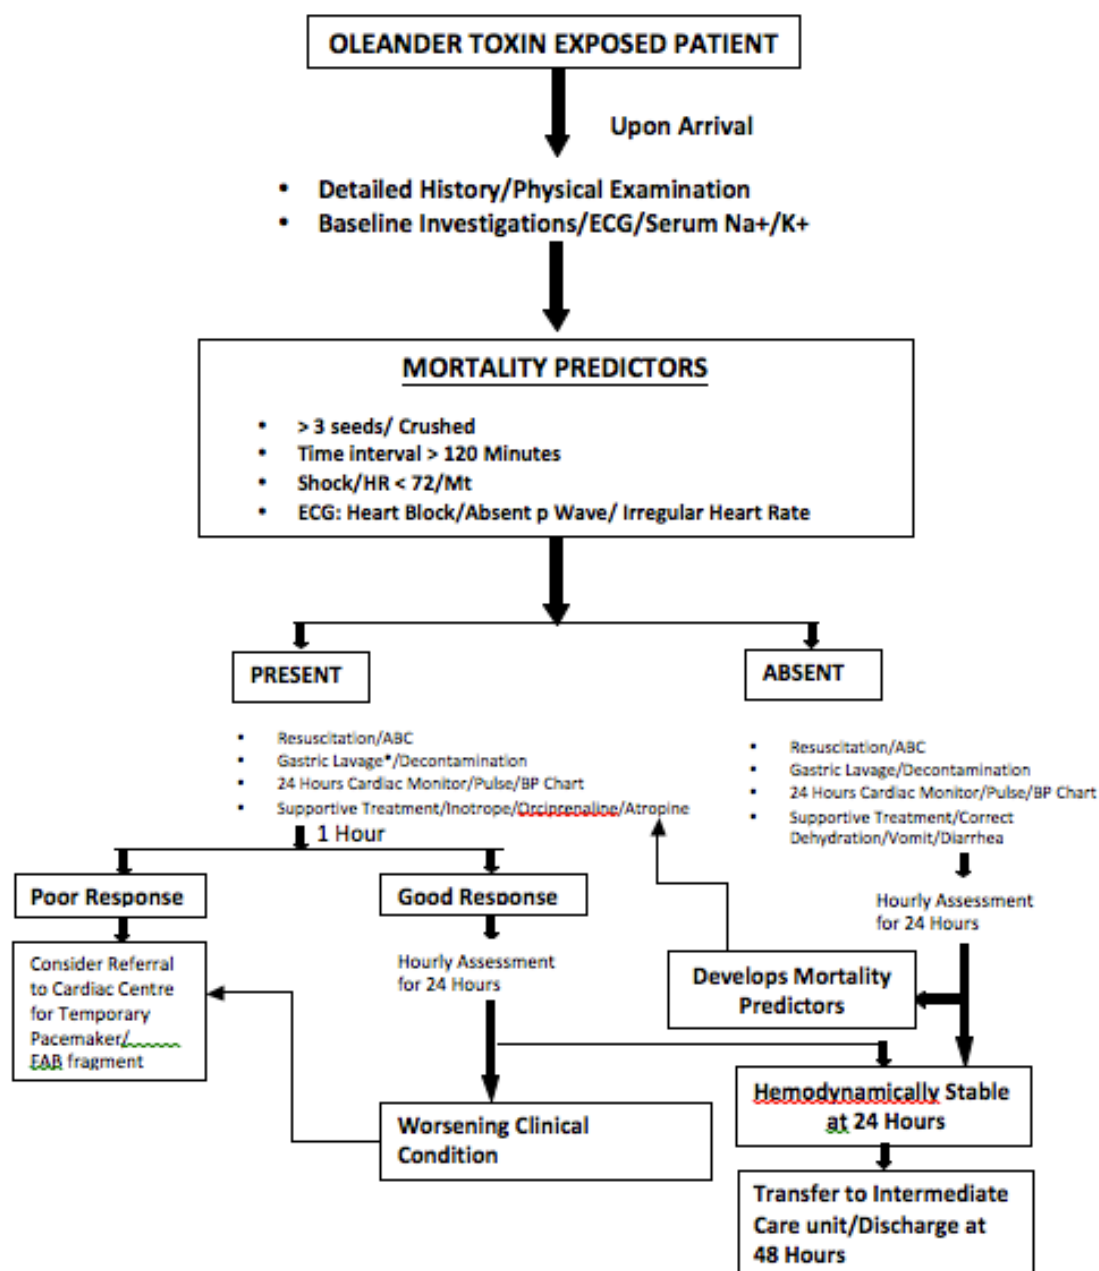 OLEANDER TOXIN EXPOSED PATIENT
Upon Arrival
• Detailed History/Physical Examination
• Baseline Investigations/ECG/Serum Na+/K+
MORTALITY PREDICTORS
• > 3 seeds/ Crushed
• Time interval > 120 Minutes
• Shock/HR < 72/Mt
• ECG: Heart Block/Absent p Wave/ Irregular Heart Rate
PRESENT
• Resuscitation/ABC
• Gastric Lavage*/Decontamination
• 24 Hours Cardiac Monitor/Pulse/BP Chart
• Supportive Treatment/Inotrope/Orciprenaline/Atropine
1 Hour
ABSENT
• Resuscitation/ABC
• Gastric Lavage/Decontamination
• 24 Hours Cardiac Monitor/Pulse/BP Chart
• Supportive Treatment/Correct
Dehydration/Vomit/Diarrhea
Poor Response
Good Response
Hourly Assessment
for 24 Hours
Consider Referral
to Cardiac Centre
for Temporary
Pacemaker/
FAB fragment
Hourly Assessment
for 24 Hours
Develops Mortality
Predictors
Worsening Clinical
Condition
Hemodynamically Stable
at 24 Hours
Transfer to Intermediate
Care unit/Discharge at
48 Hours